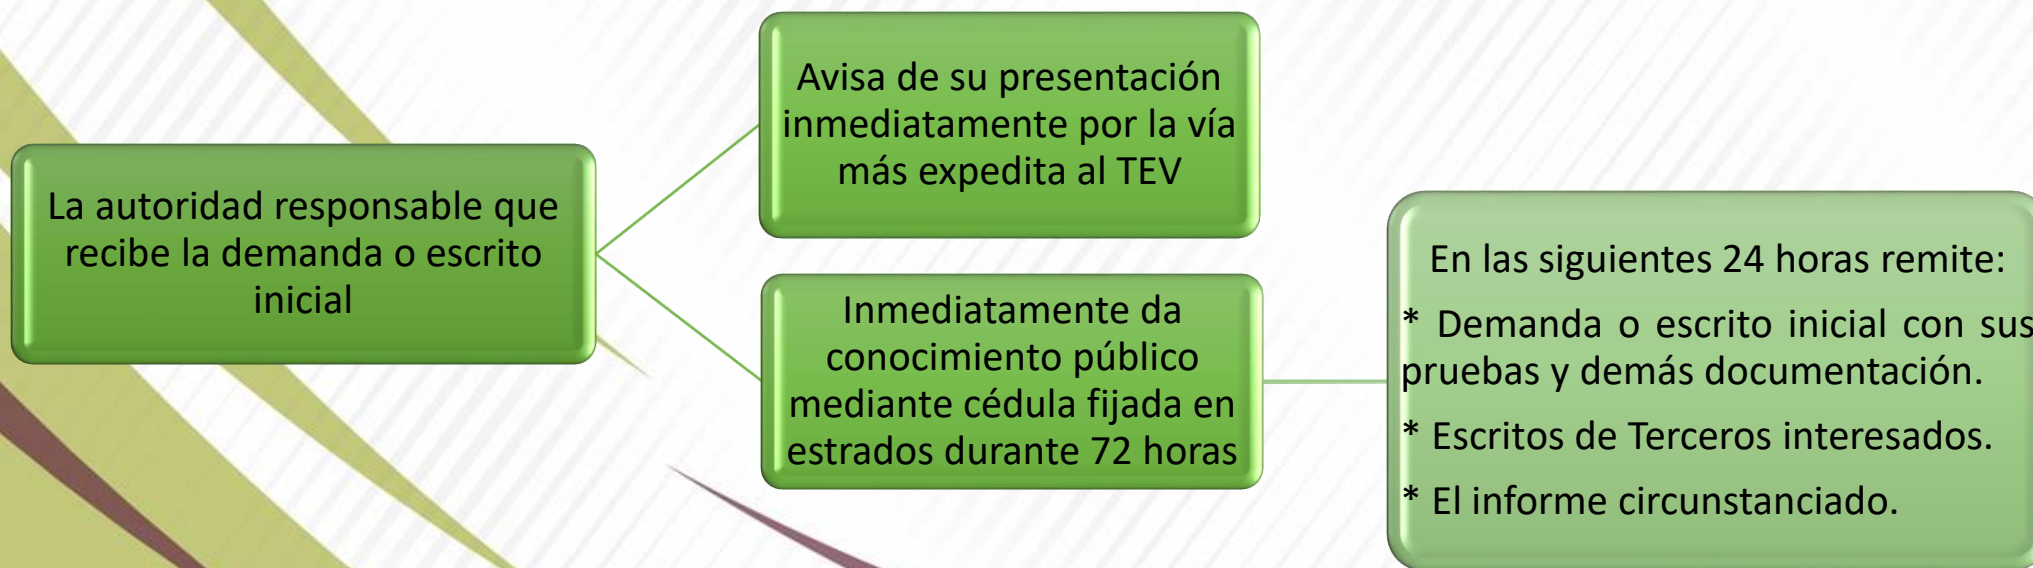 La autoridad responsable que
recibe la demanda o escrito
inicial
Avisa de su presentación
inmediatamente por la vía
más expedita al TEV
Inmediatamente da
conocimiento público
mediante cédula fijada en
estrados durante 72 horas
En las siguientes 24 horas remite:
* Demanda o escrito inicial con sus
pruebas y demás documentación.
* Escritos de Terceros interesados.
* El informe circunstanciado.